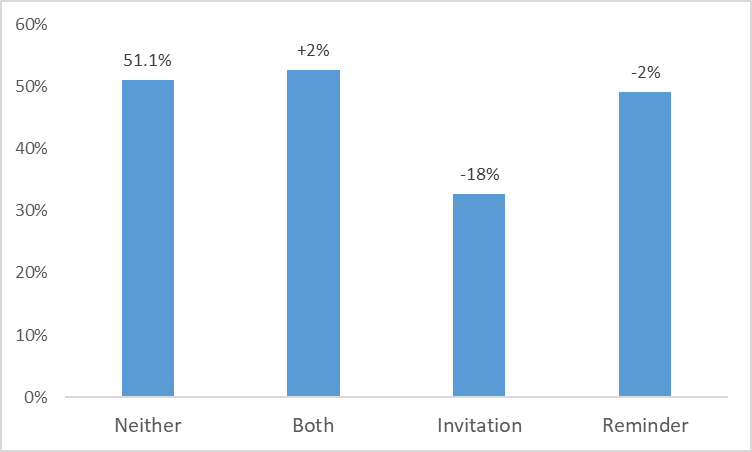 60%
50%
40%
30%
20%
10%
0%
51.1%
+2%
-18%
-2%
Neither
Both
Invitation
Reminder